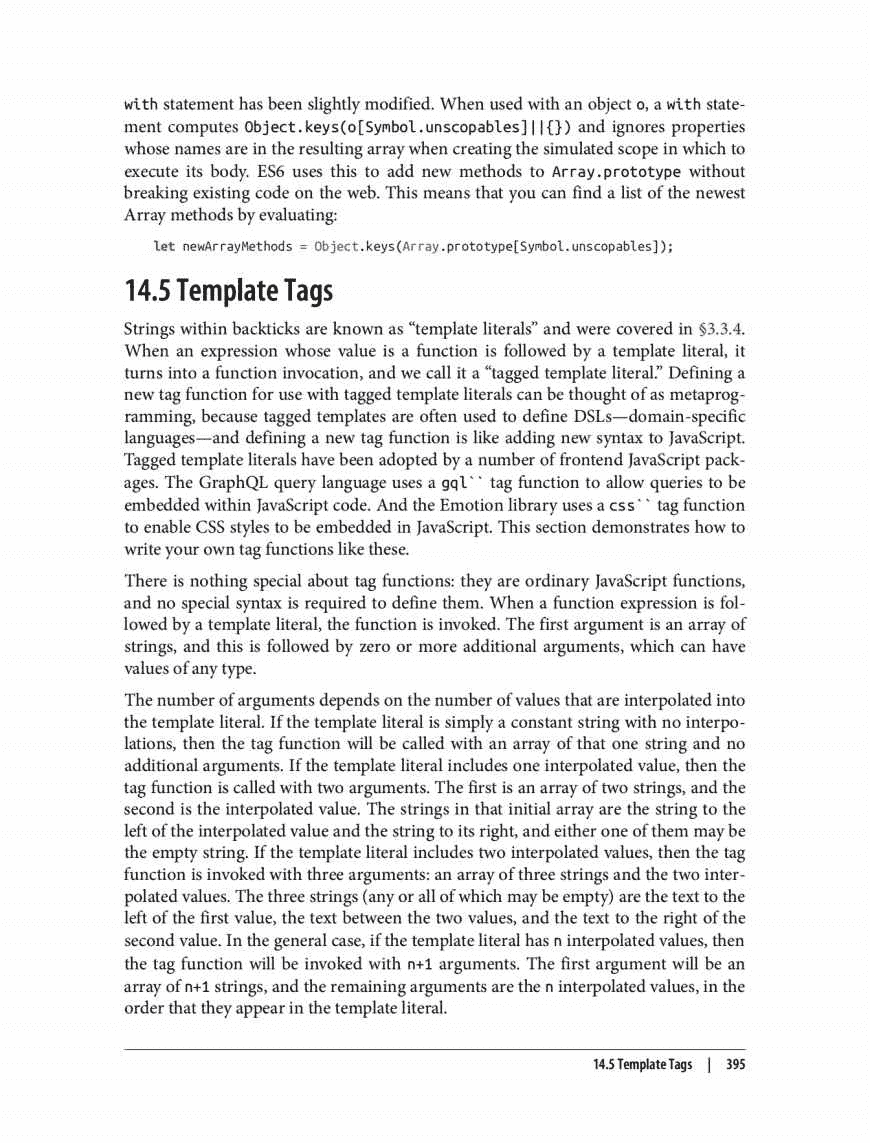 with statement has been slightly modified. When used with an object o, a with state-
ment computes Object.keys(o[Symbol.unscopables]||{}) and ignores properties
whose names are in the resulting array when creating the simulated scope in which to
execute its body. ES6 uses this to add new methods to Array.prototype without
breaking existing code on the web. This means that you can find a list of the newest
Array methods by evaluating:
let newArrayMethods = Object.keys(Array.prototype[Symbol.unscopables]);
14.5 Template Tags
Strings within backticks are known as “template literals” and were covered in §3.3.4.
When an expression whose value is a function is followed by a template literal, it
turns into a function invocation, and we call it a “tagged template literal.” Defining a
new tag function for use with tagged template literals can be thought of as metaprog-
ramming, because tagged templates are often used to define DSLs—domain-specific
languages—and defining a new tag function is like adding new syntax to JavaScript.
Tagged template literals have been adopted by a number of frontend JavaScript pack-
ages. The GraphQL query language uses a gql`` tag function to allow queries to be
embedded within JavaScript code. And the Emotion library uses a css`` tag function
to enable CSS styles to be embedded in JavaScript. This section demonstrates how to
write your own tag functions like these.
There is nothing special about tag functions: they are ordinary JavaScript functions,
and no special syntax is required to define them. When a function expression is fol-
lowed by a template literal, the function is invoked. The first argument is an array of
strings, and this is followed by zero or more additional arguments, which can have
values of any type.
The number of arguments depends on the number of values that are interpolated into
the template literal. If the template literal is simply a constant string with no interpo-
lations, then the tag function will be called with an array of that one string and no
additional arguments. If the template literal includes one interpolated value, then the
tag function is called with two arguments. The first is an array of two strings, and the
second is the interpolated value. The strings in that initial array are the string to the
left of the interpolated value and the string to its right, and either one of them may be
the empty string. If the template literal includes two interpolated values, then the tag
function is invoked with three arguments: an array of three strings and the two inter-
polated values. The three strings (any or all of which may be empty) are the text to the
left of the first value, the text between the two values, and the text to the right of the
second value. In the general case, if the template literal has n interpolated values, then
the tag function will be invoked with n+1 arguments. The first argument will be an
array of n+1 strings, and the remaining arguments are the n interpolated values, in the
order that they appear in the template literal.
14.5 Template Tags | 395